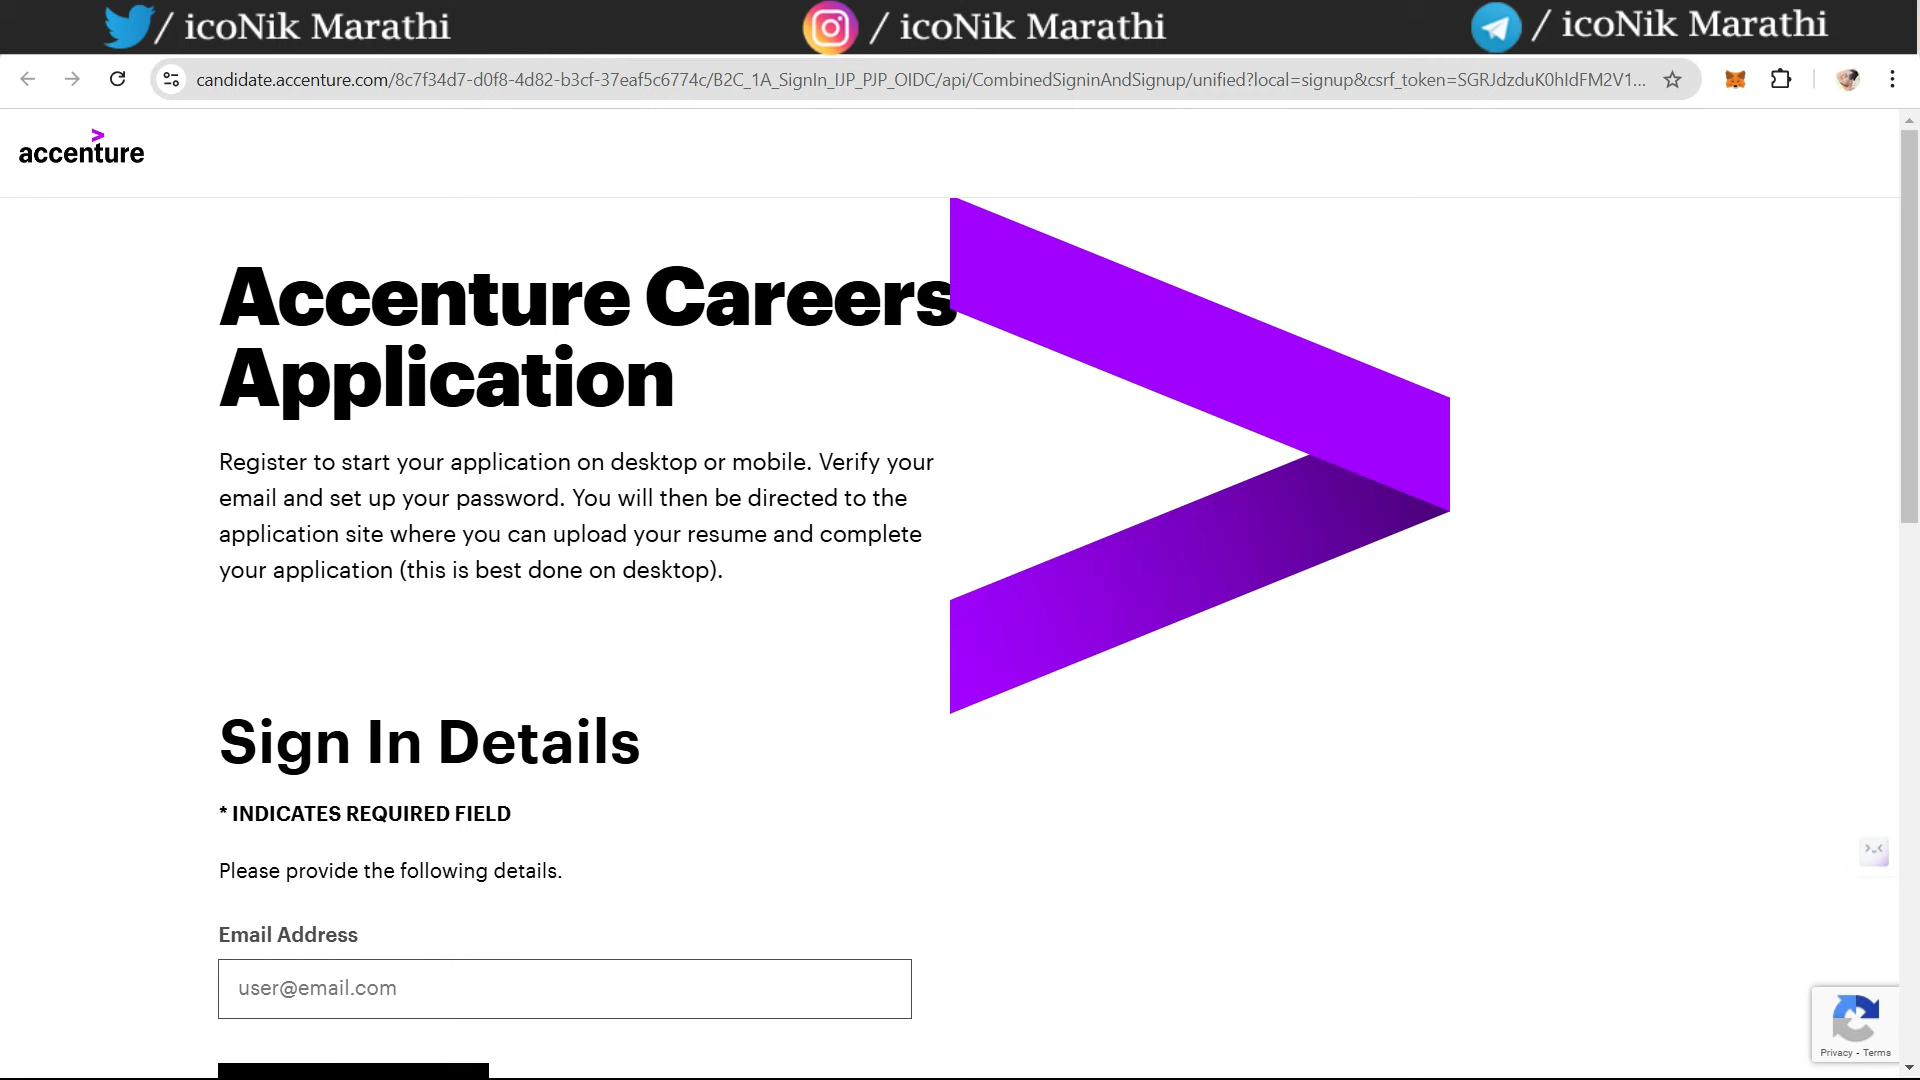 / icoNik Marathi / icoNik Marathi / icoNik Marathi
candidate.accenture.com/8c7f34d7-d0f8-4d82-b3cf-37eaf5c6774c/B2C_1A_SignIn_IJP_PJP_OIDC/api/CombinedSigninAndSignup/unified?local=signup&csrf_token=SGRJdzduK0hIdFM2V1...
accenture
Accenture Careers
Application
Register to start your application on desktop or mobile. Verify your
email and set up your password. You will then be directed to the
application site where you can upload your resume and complete
your application (this is best done on desktop).
Sign In Details
* INDICATES REQUIRED FIELD
Please provide the following details.
Email Address
user@email.com
Privacy - Terms